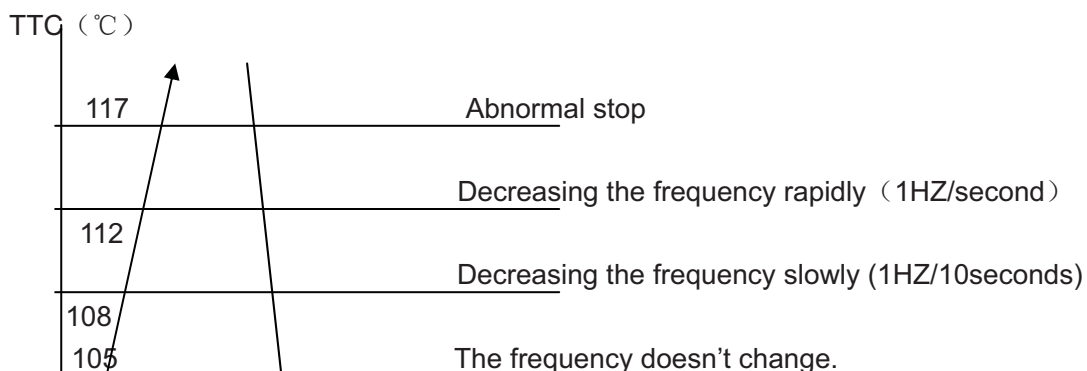 TTC（℃）
117 Abnormal stop
Decreasing the frequency rapidly（1HZ/second）
112
Decreasing the frequency slowly (1HZ/10seconds)
108
105 The frequency doesn’t change.